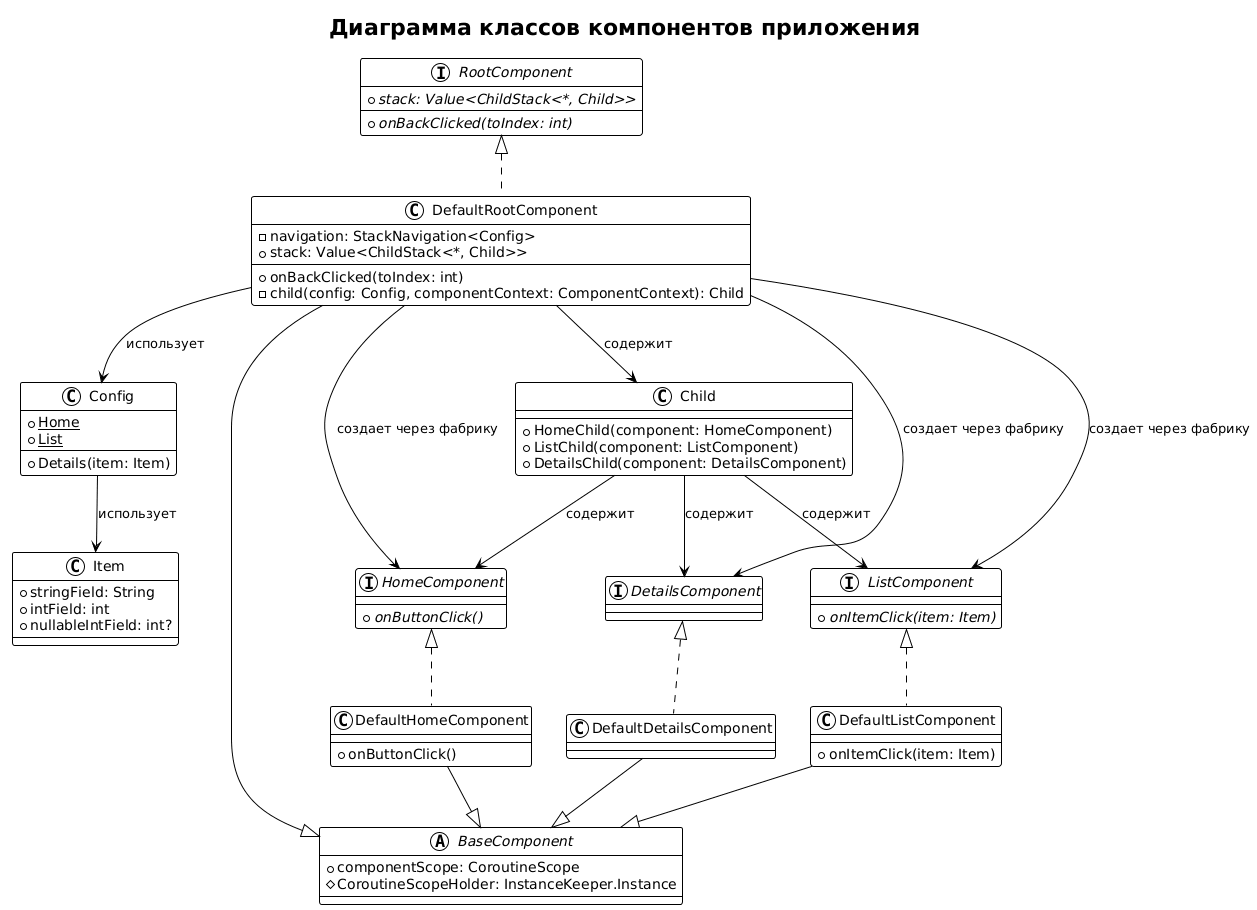 Диаграмма классов компонентов приложения
I RootComponent
stack: Value<ChildStack<*, Child>>
onBackClicked(toIndex: int)
C DefaultRootComponent
navigation: StackNavigation<Config>
stack: Value<ChildStack<*, Child>>
onBackClicked(toIndex: int)
child(config: Config, componentContext: ComponentContext): Child
использует
содержит
C Config
Home
List
Details(item: Item)
C Child
HomeChild(component: HomeComponent)
ListChild(component: ListComponent)
DetailsChild(component: DetailsComponent)
создает через фабрику
создает через фабрику
создает через фабрику
использует
содержит
содержит
содержит
C Item
stringField: String
intField: int
nullableIntField: int?
I HomeComponent
onButtonClick()
I DetailsComponent
I ListComponent
onItemClick(item: Item)
C DefaultHomeComponent
onButtonClick()
C DefaultDetailsComponent
C DefaultListComponent
onItemClick(item: Item)
A BaseComponent
componentScope: CoroutineScope
CoroutineScopeHolder: InstanceKeeper.Instance